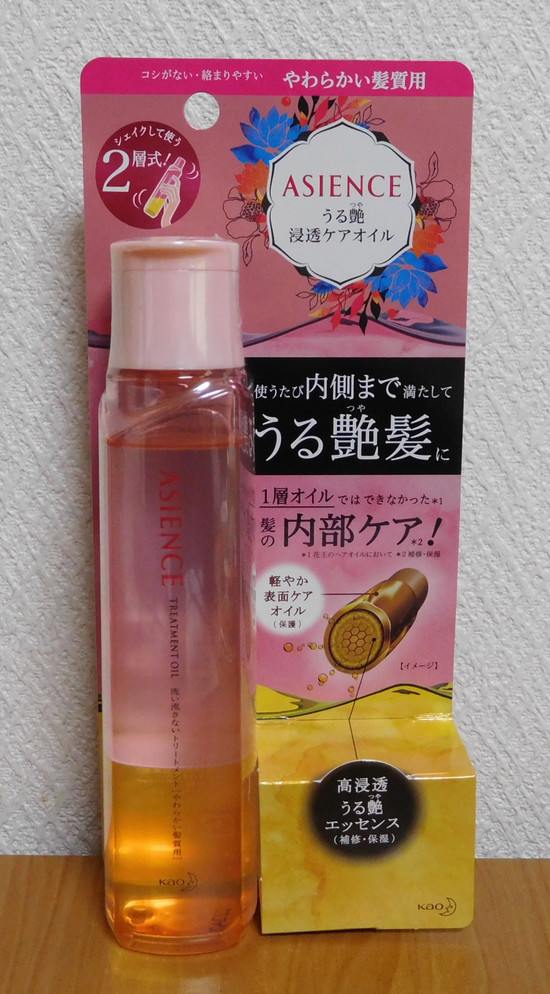 コシがない・絡まりやすい やわらかい髪質用
シェイクして使う
2層式!
ASIENCE
うる艶
つや
浸透ケアオイル
使うたび内側まで満たして
うる艶髪に
つや
1層オイルではできなかった*1
髪の内部ケア!*2
*1 花王のヘアオイルにおいて *2 補修・保湿
軽やか
表面ケア
オイル
(保護)
【イメージ】
高浸透
うる艶
つや
エッセンス
(補修・保湿)
Kao
ASIENCE TREATMENT OIL 洗い流さないトリートメント [やわらかい髪質用]
Kao